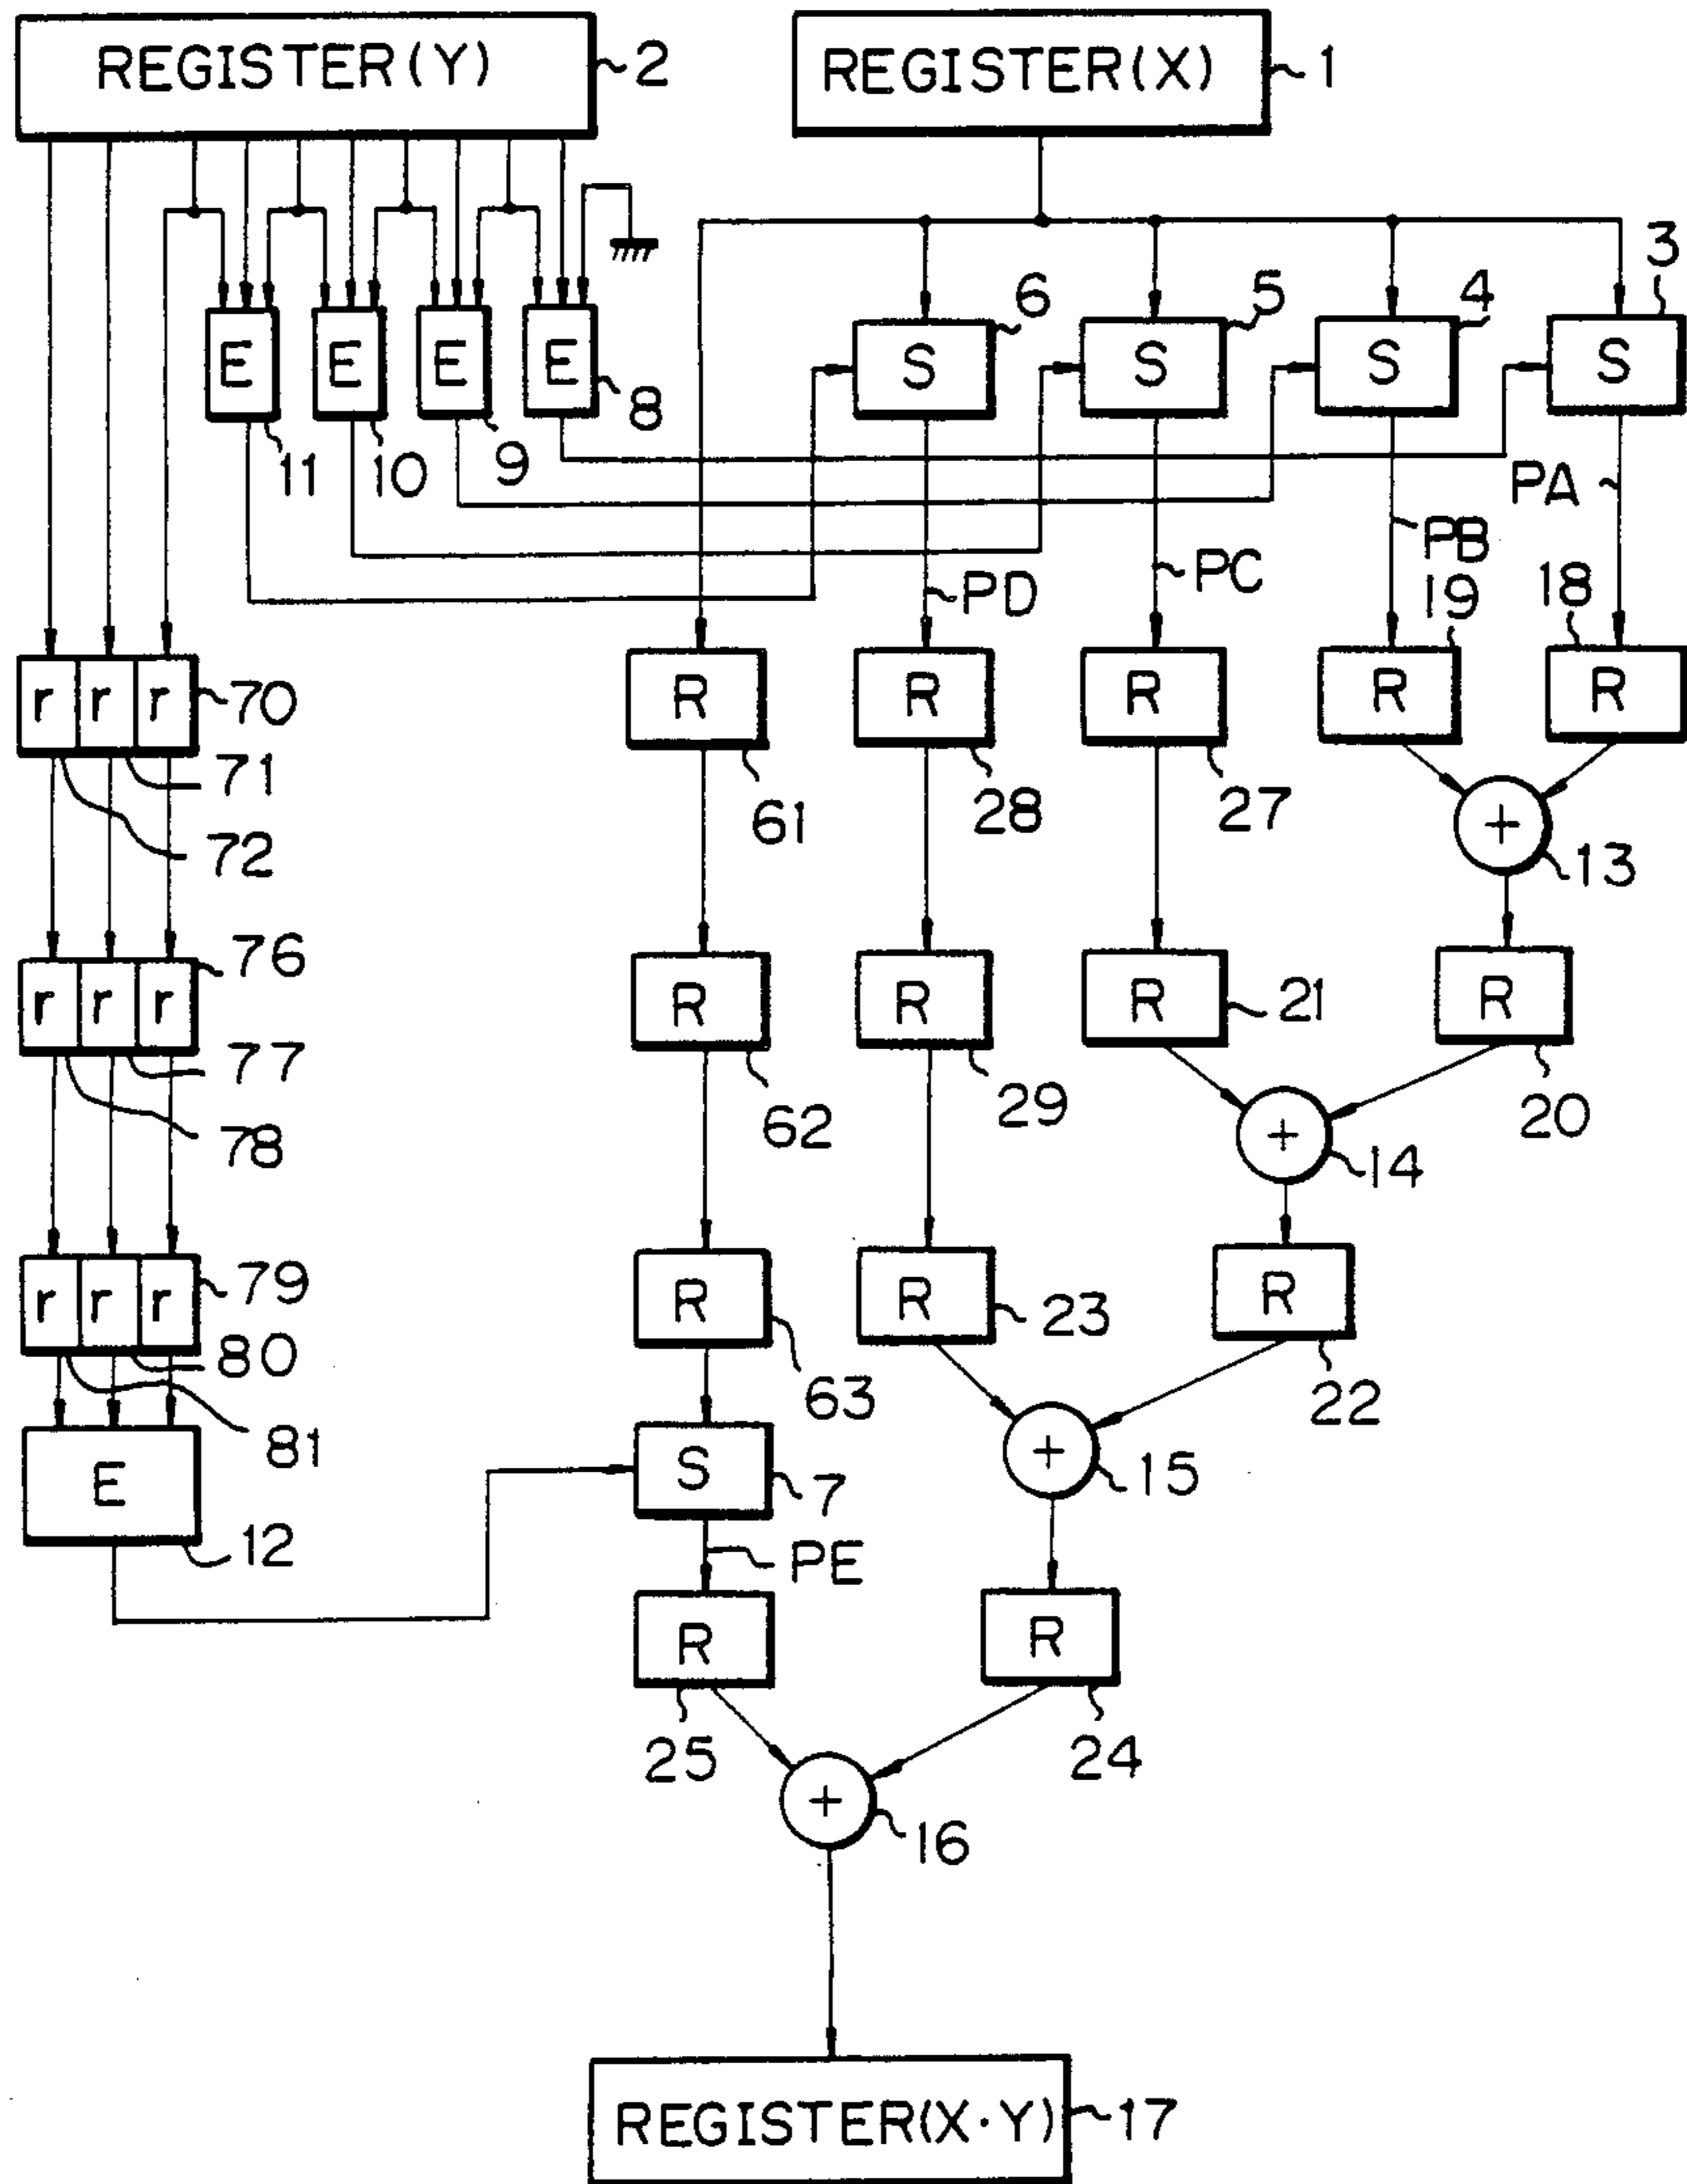 REGISTER(Y) 2 REGISTER(X) 1
3
6 5 4
E E E E 8 S S S S
11 10 9
PA
PB
PD PC
19 18
r r r 70 R R R R R
71
72 61 28 27 13
76
r r r R R 21 R
77
78 62 29 14 20
79
r r r R R 23 R
80
81 63 15 22
E S 7
12 PE
R R
25 24
16
REGISTER(X·Y) 17